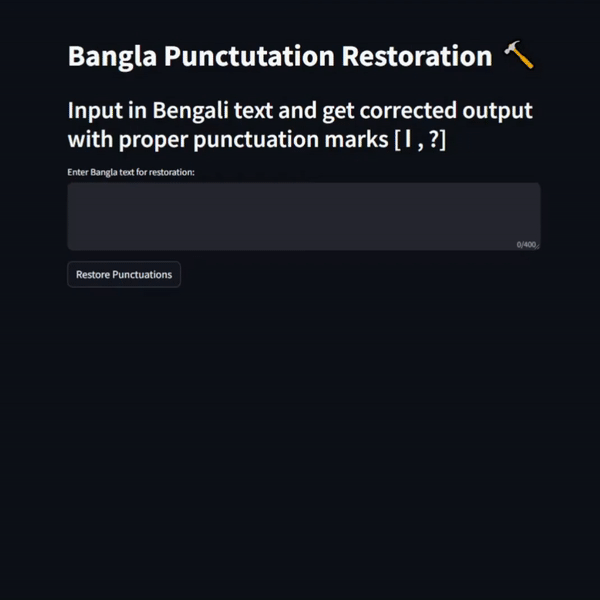 Bangla Punctutation Restoration 🔨
Input in Bengali text and get corrected output
with proper punctuation marks [ । , ?]
Enter Bangla text for restoration:
0/400
Restore Punctuations